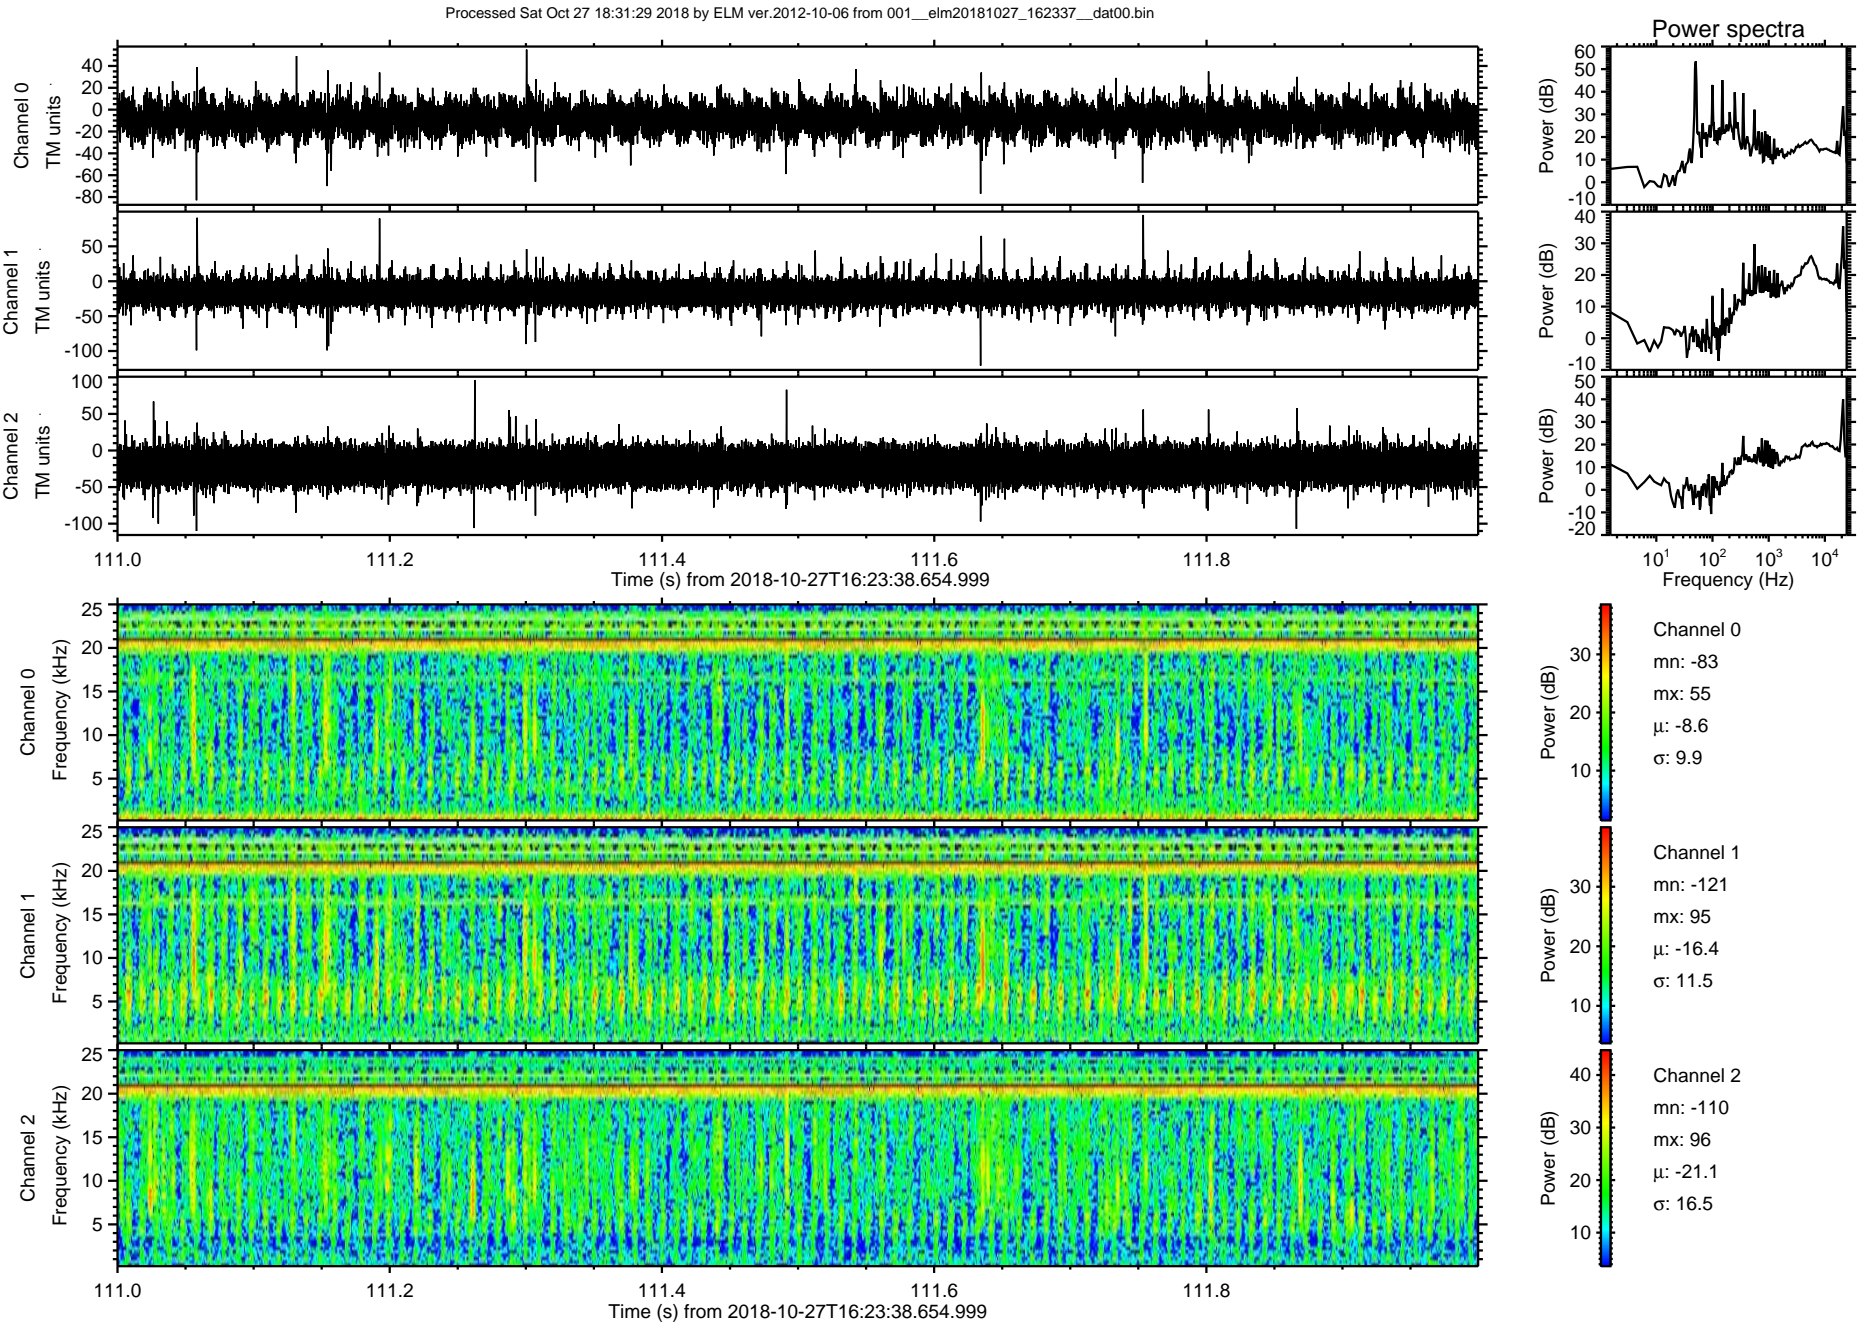 Processed Sat Oct 27 18:31:29 2018 by ELM ver.2012-10-06 from 001__elm20181027_162337__dat00.bin
Power spectra
Channel 0
TM units
40
20
0
-20
-40
-60
-80
Power (dB)
60
50
40
30
20
10
0
-10
Channel 1
TM units
50
0
-50
-100
Power (dB)
40
30
20
10
0
-10
Channel 2
TM units
100
50
0
-50
-100
Power (dB)
50
40
30
20
10
0
-10
-20
111.0 111.2 111.4 111.6 111.8
Time (s) from 2018-10-27T16:23:38.654.999
10¹ 10² 10³ 10⁴
Frequency (Hz)
Channel 0
Frequency (kHz)
25
20
15
10
5
Power (dB)
30
20
10
Channel 0
mn: -83
mx: 55
μ: -8.6
σ: 9.9
Channel 1
Frequency (kHz)
25
20
15
10
5
Power (dB)
30
20
10
Channel 1
mn: -121
mx: 95
μ: -16.4
σ: 11.5
Channel 2
Frequency (kHz)
25
20
15
10
5
Power (dB)
40
30
20
10
Channel 2
mn: -110
mx: 96
μ: -21.1
σ: 16.5
111.0 111.2 111.4 111.6 111.8
Time (s) from 2018-10-27T16:23:38.654.999